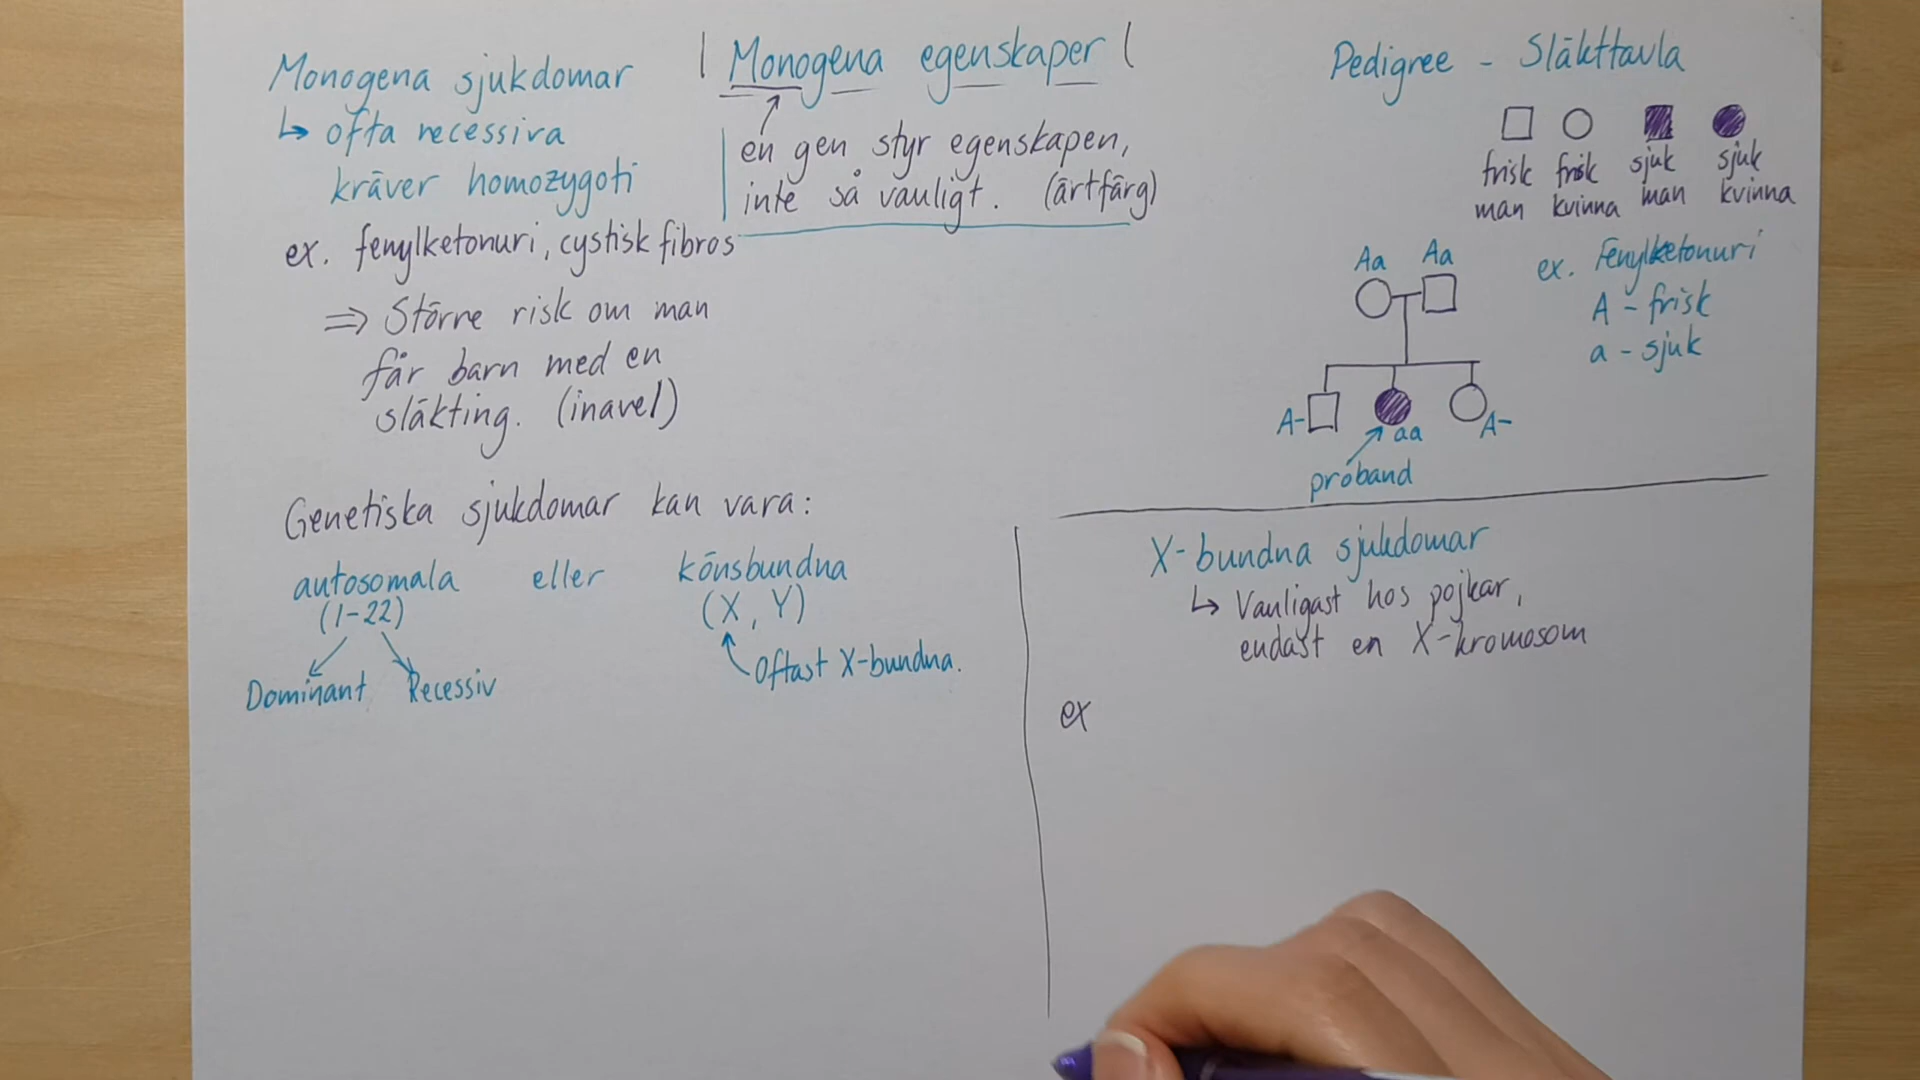 Monogena egenskaper
en gen styr egenskapen,
inte så vanligt. (ärtfärg)
Monogena sjukdomar
↳ ofta recessiva
kräver homozygoti
ex. fenylketonuri, cystisk fibros
⇒ Större risk om man
får barn med en
släkting. (inavel)
Genetiska sjukdomar kan vara:
autosomala eller könsbundna
(1-22) (X, Y)
Dominant Recessiv
Oftast X-bundna.
Pedigree - Släkttavla
frisk man
frisk kvinna
sjuk man
sjuk kvinna
ex. Fenylketonuri
A - frisk
a - sjuk
Aa Aa
A- aa A-
proband
X-bundna sjukdomar
↳ Vanligast hos pojkar,
endast en X-kromosom
ex